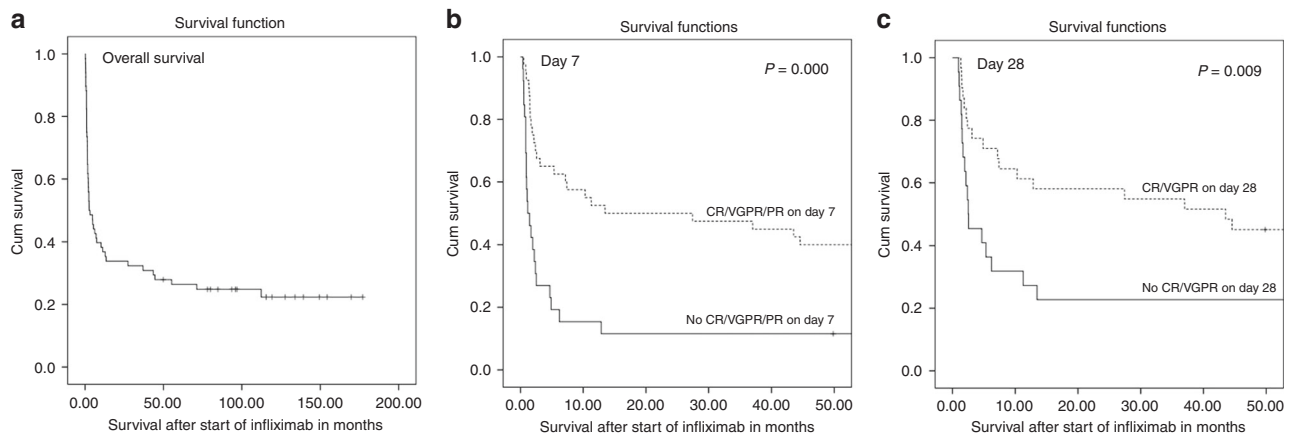 a
Survival function
Overall survival
Cum survival
1.0
0.8
0.6
0.4
0.2
0.0
0.00 50.00 100.00 150.00 200.00
Survival after start of infliximab in months
b
Survival functions
Day 7
P = 0.000
CR/VGPR/PR on day 7
No CR/VGPR/PR on day 7
Cum survival
1.0
0.8
0.6
0.4
0.2
0.0
0.00 10.00 20.00 30.00 40.00 50.00
Survival after start of infliximab in months
c
Survival functions
Day 28
P = 0.009
CR/VGPR on day 28
No CR/VGPR on day 28
Cum survival
1.0
0.8
0.6
0.4
0.2
0.0
0.00 10.00 20.00 30.00 40.00 50.00
Survival after start of infliximab in months